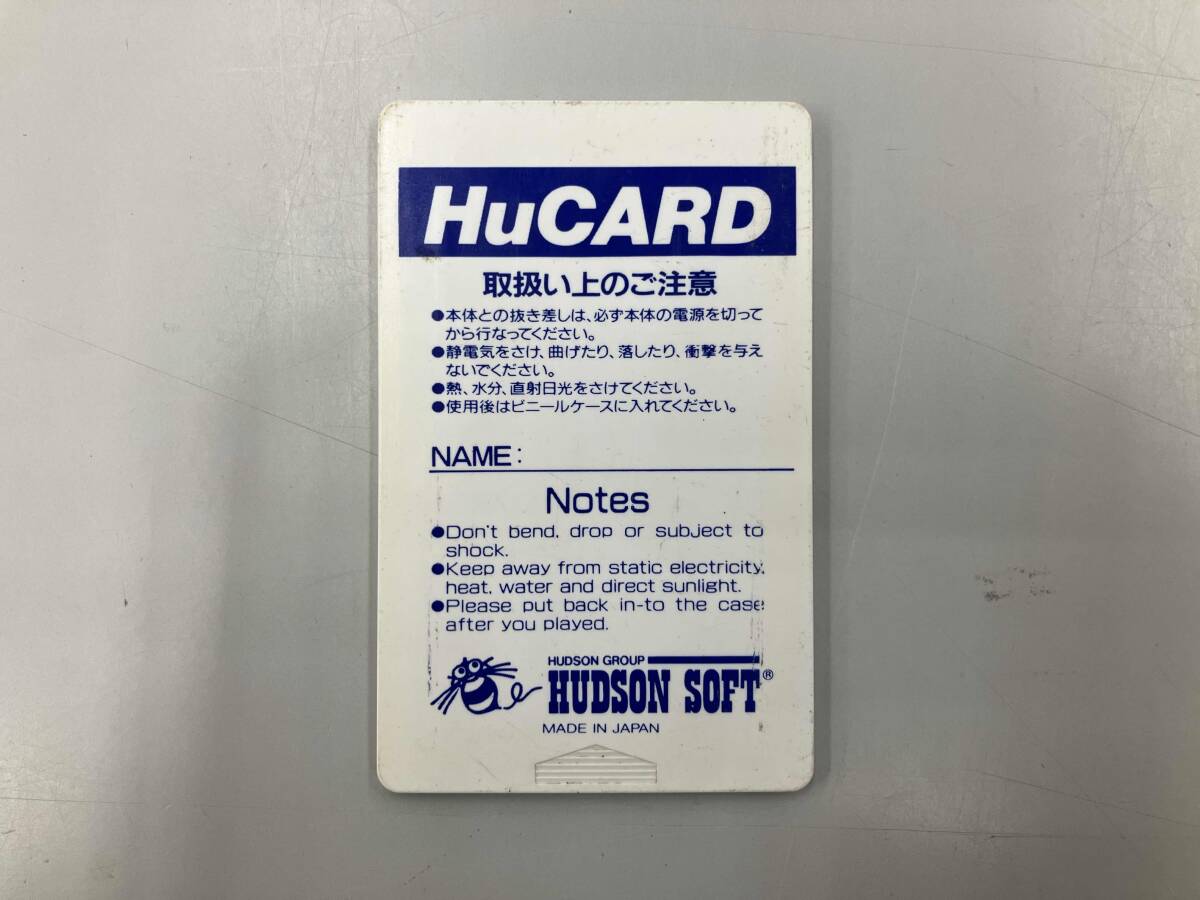 HuCARD
取扱い上のご注意
●本体との抜き差しは、必ず本体の電源を切って
から行なってください。
●静電気をさけ、曲げたり、落したり、衝撃を与え
ないでください。
●熱、水分、直射日光をさけてください。
●使用後はビニールケースに入れてください。
NAME:
Notes
●Don't bend, drop or subject to
shock.
●Keep away from static electricity,
heat, water and direct sunlight.
●Please put back in-to the case
after you played.
HUDSON GROUP
HUDSON SOFT®
MADE IN JAPAN